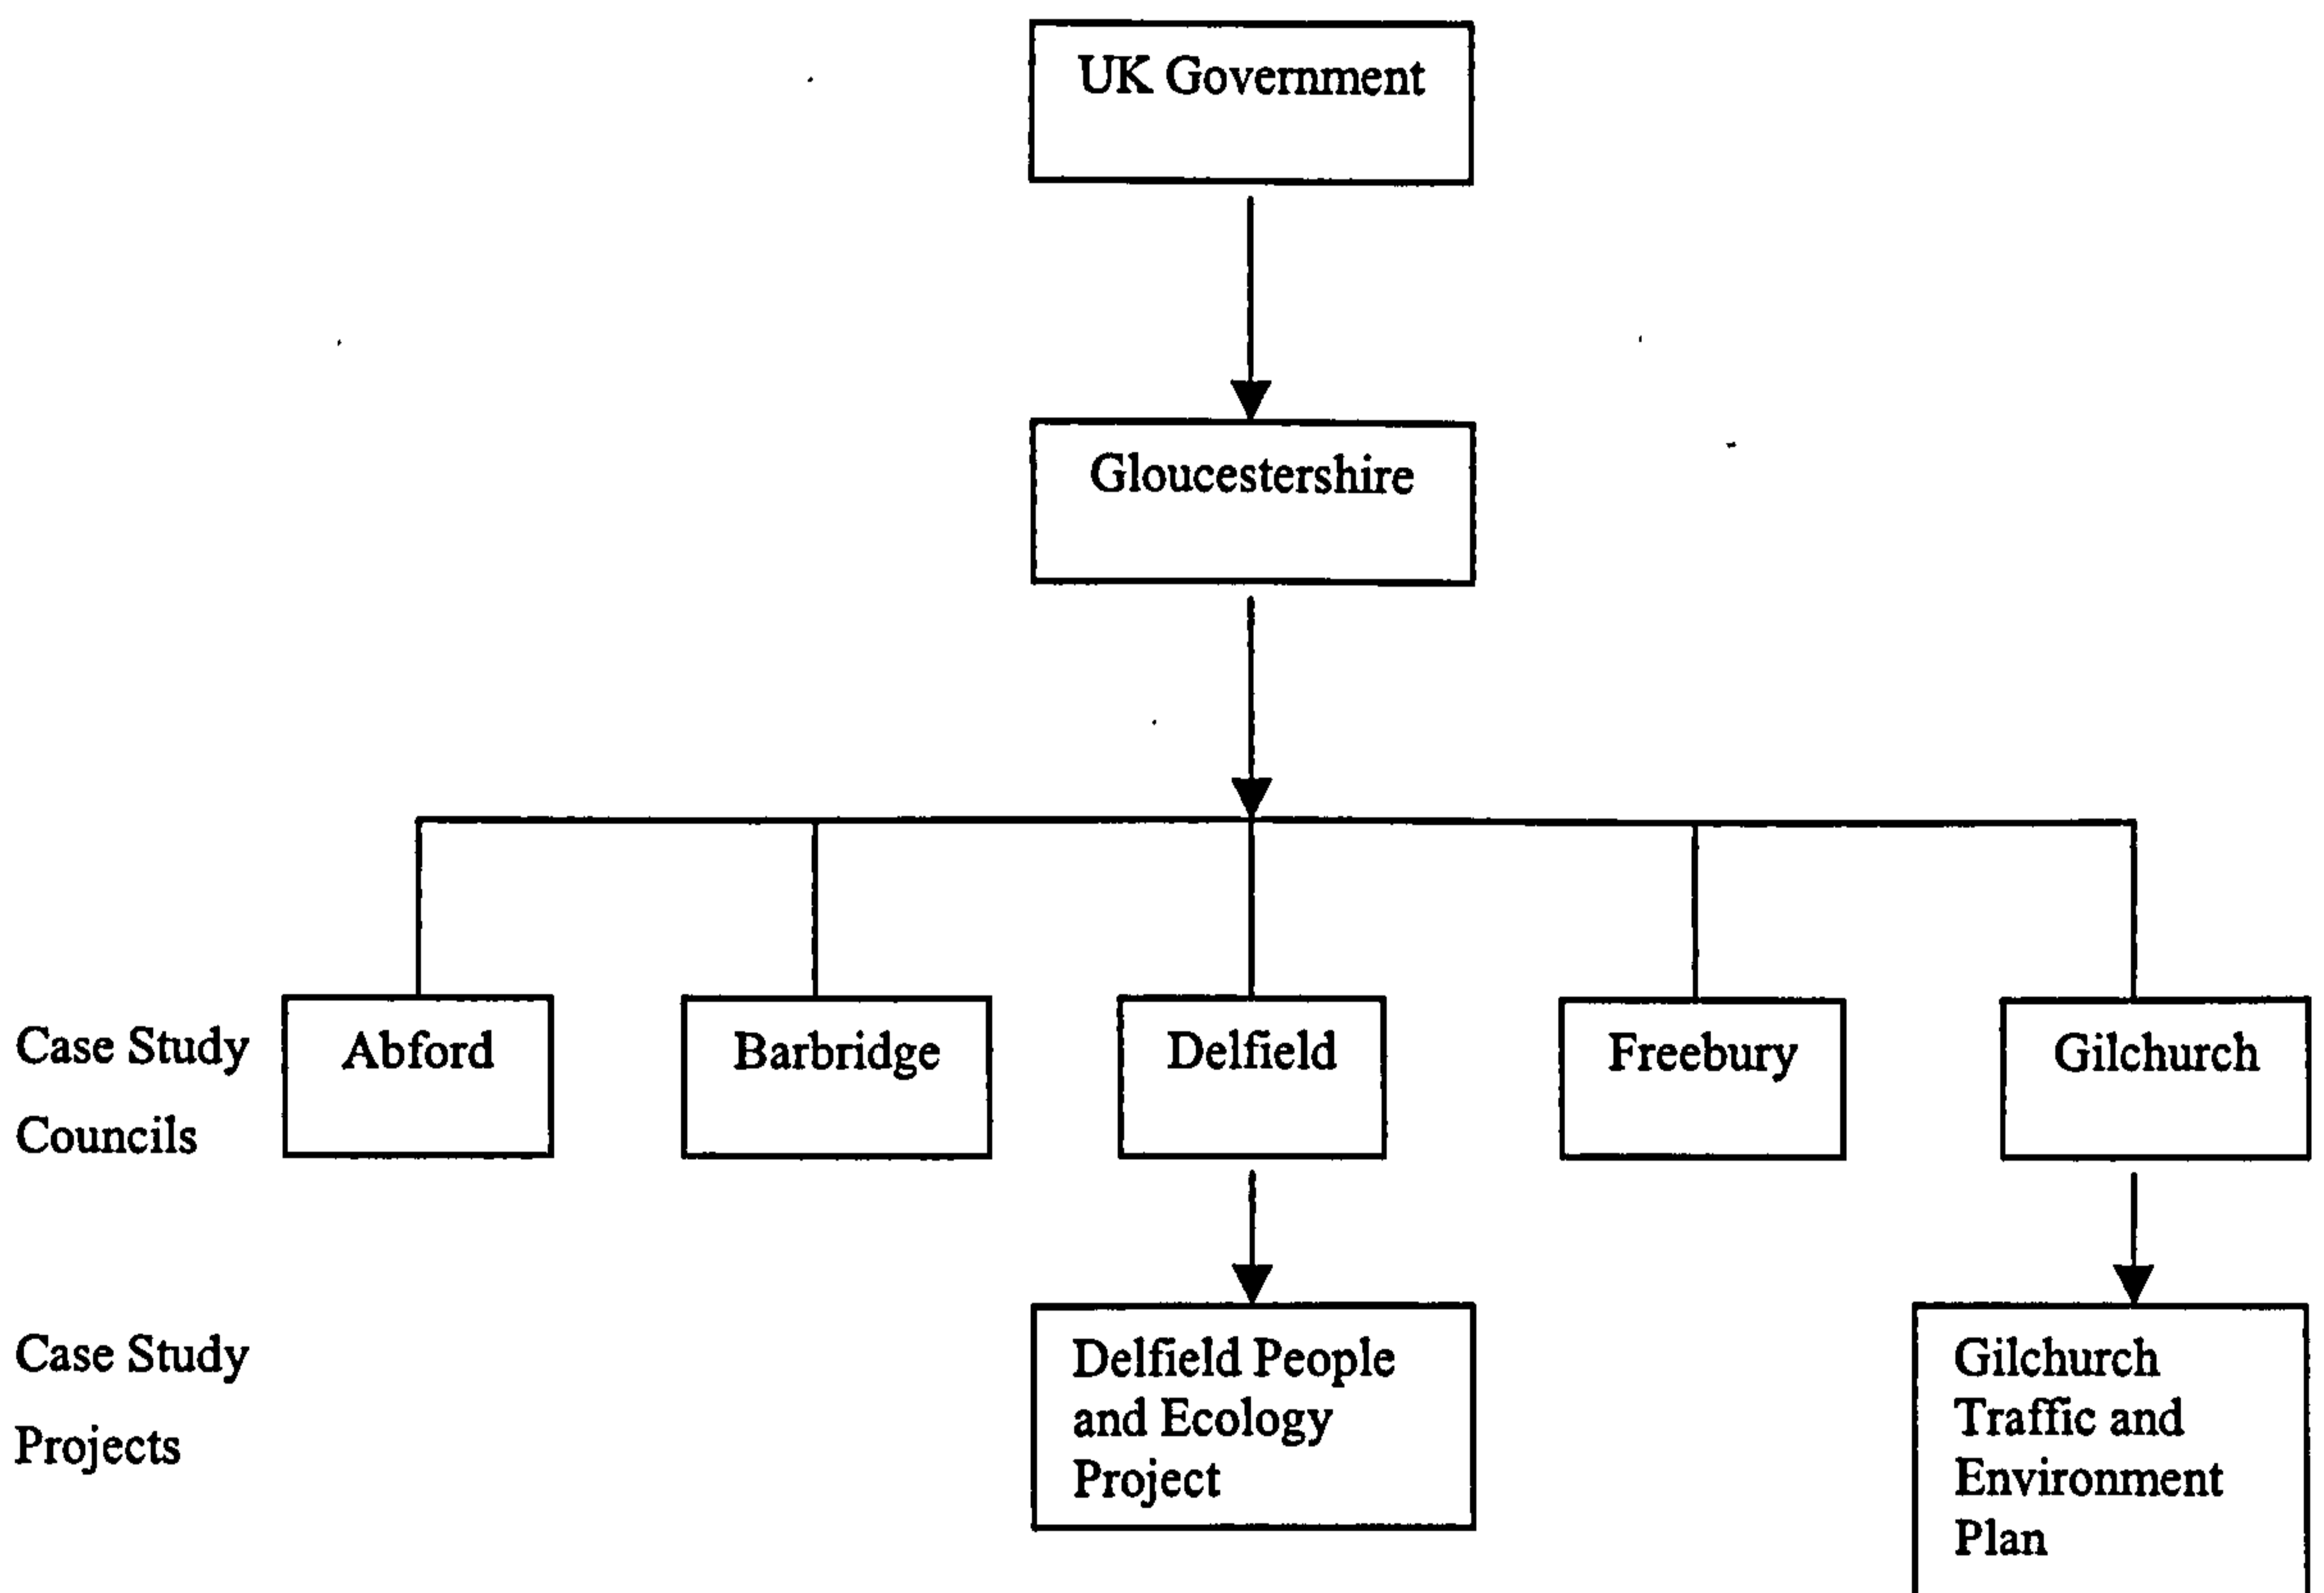 UK Government
Gloucestershire
Case Study
Councils
Abford
Barbridge
Delfield
Freebury
Gilchurch
Case Study
Projects
Delfield People
and Ecology
Project
Gilchurch
Traffic and
Environment
Plan